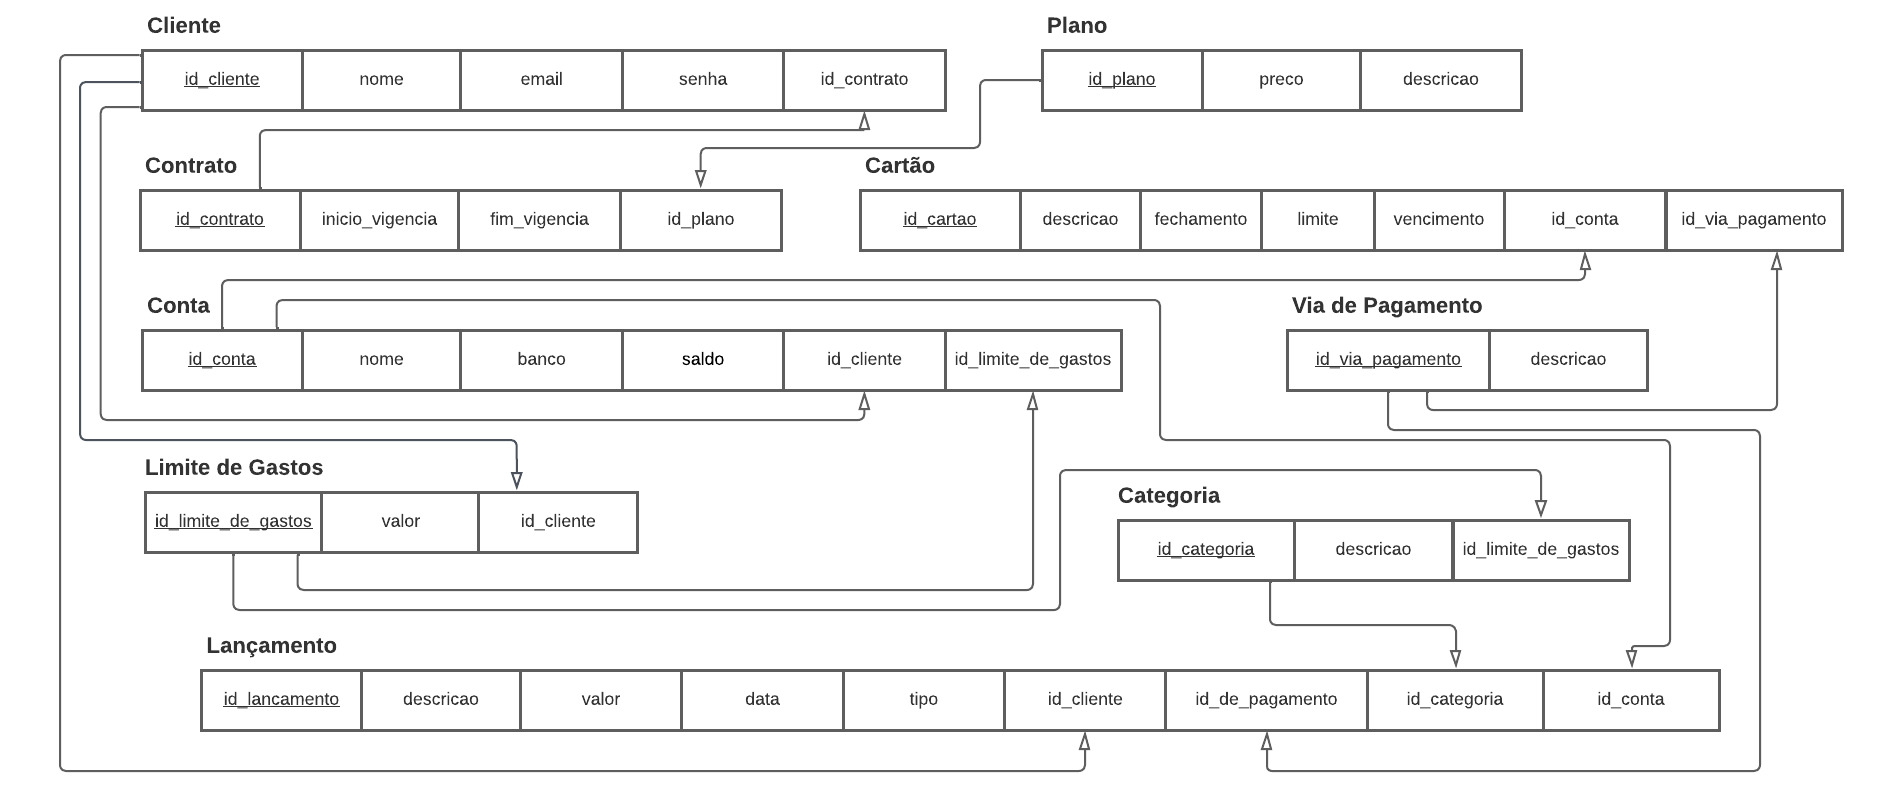 Cliente
id_cliente nome email senha id_contrato
Plano
id_plano preco descricao
Contrato
id_contrato inicio_vigencia fim_vigencia id_plano
Cartão
id_cartao descricao fechamento limite vencimento id_conta id_via_pagamento
Conta
id_conta nome banco saldo id_cliente id_limite_de_gastos
Via de Pagamento
id_via_pagamento descricao
Limite de Gastos
id_limite_de_gastos valor id_cliente
Categoria
id_categoria descricao id_limite_de_gastos
Lançamento
id_lancamento descricao valor data tipo id_cliente id_de_pagamento id_categoria id_conta